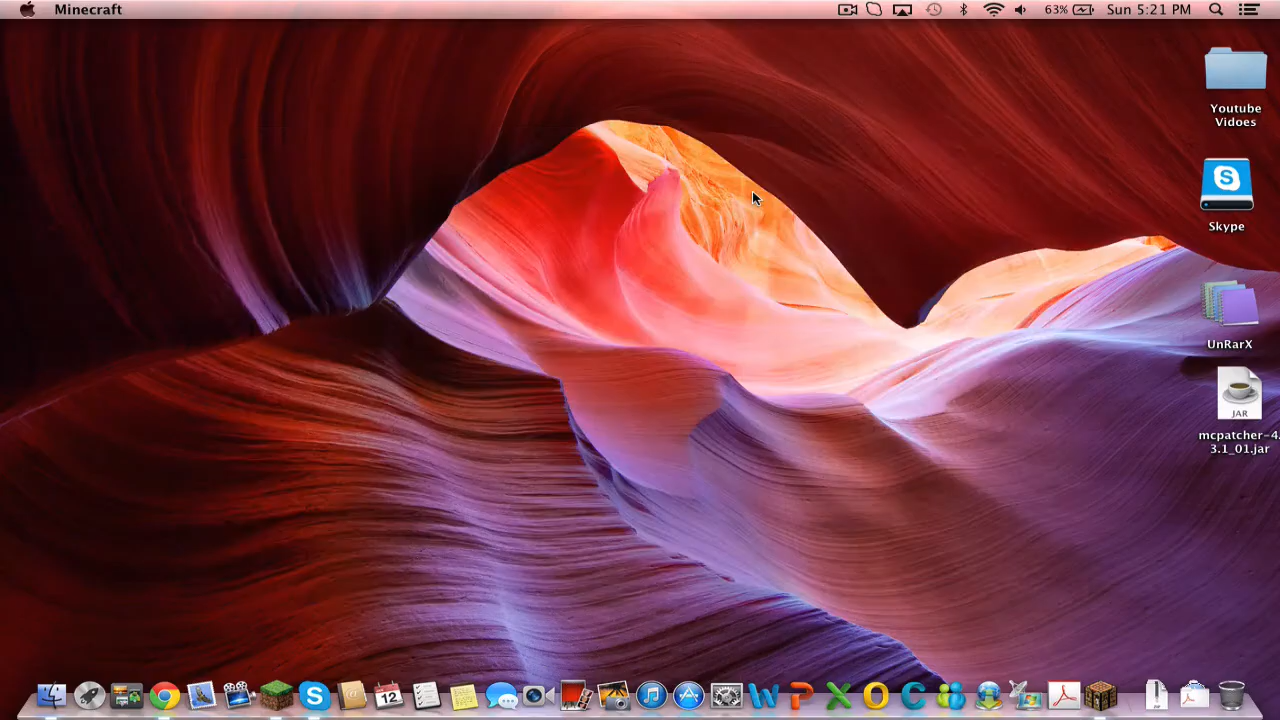 Minecraft
63%
Sun 5:21 PM
Youtube
Vidoes
Skype
UnRarX
JAR
mcpatcher-4.
3.1_01.jar
12